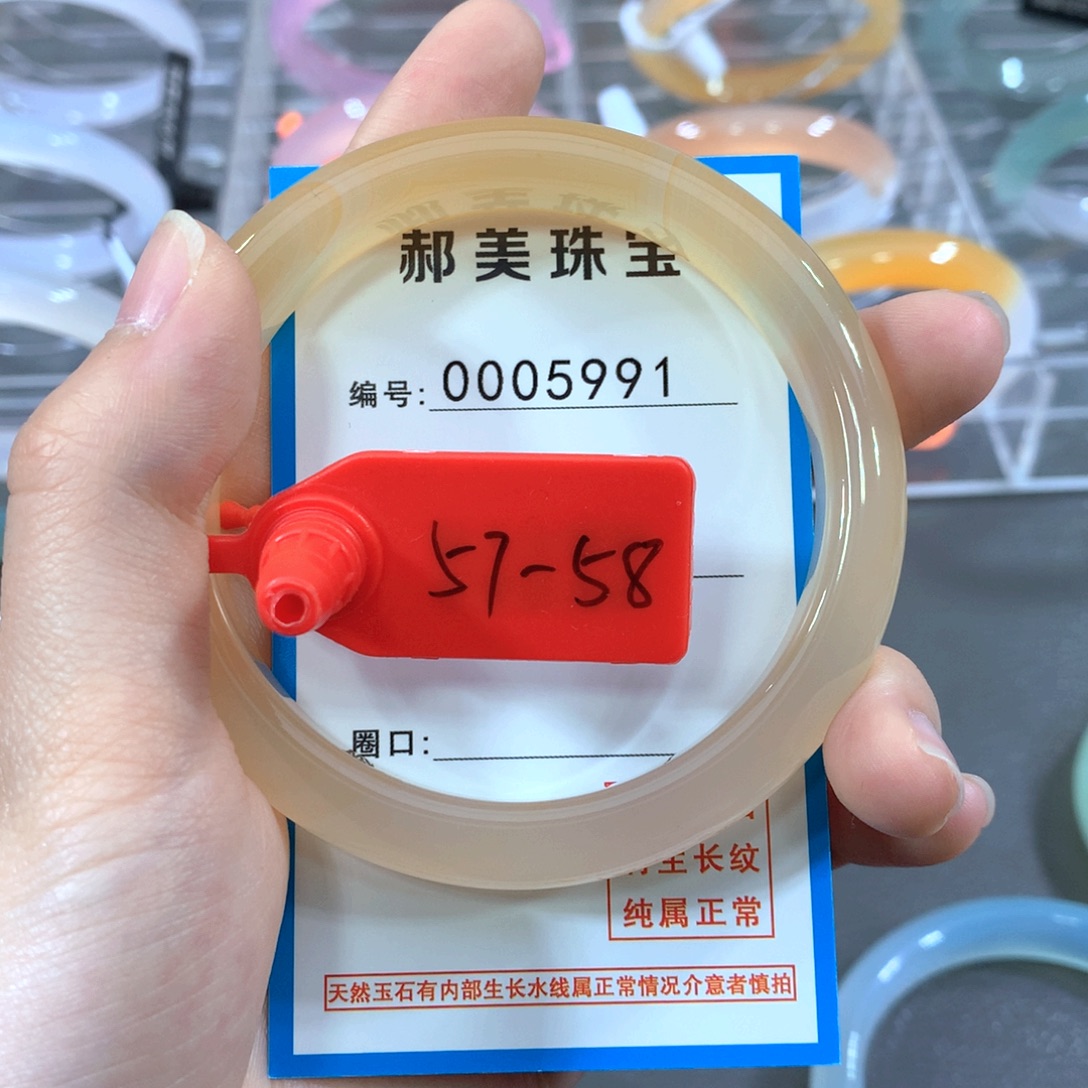 郝美珠宝
编号: 0005991
57-58
圈口:
生长纹
纯属正常
天然玉石有内部生长水线属正常情况介意者慎拍